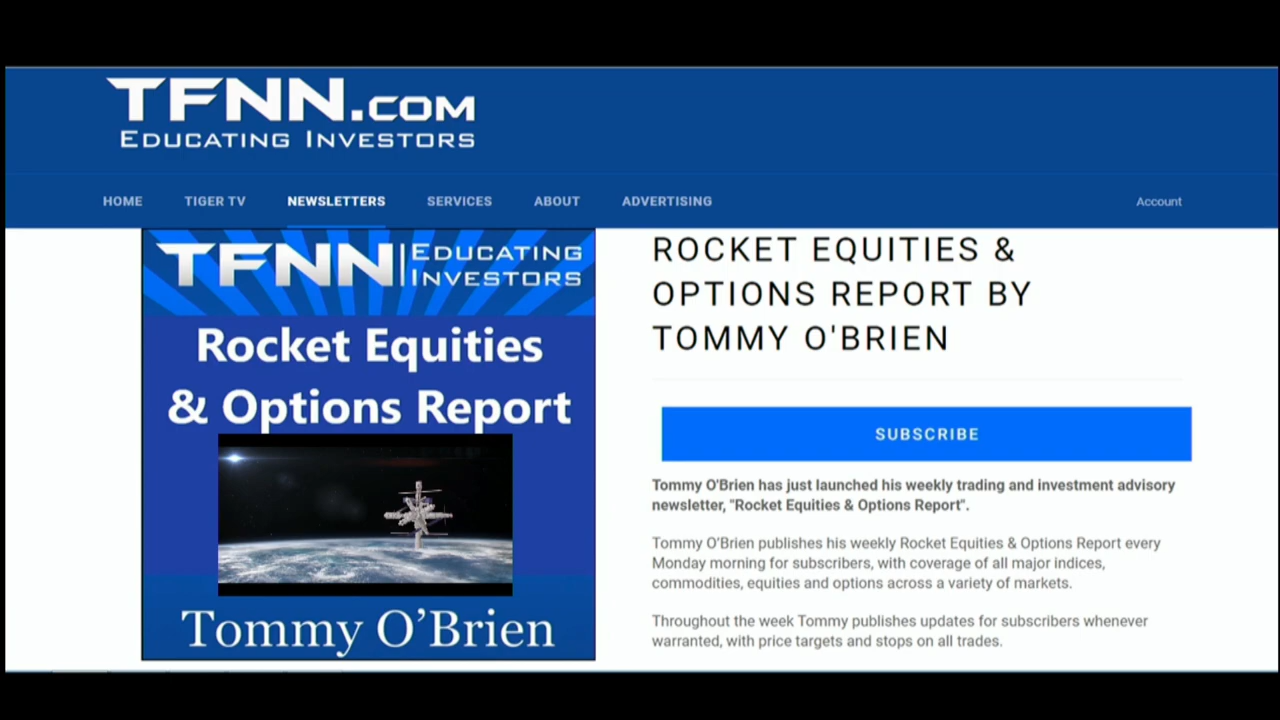 TFNN.COM
EDUCATING INVESTORS
HOME TIGER TV NEWSLETTERS SERVICES ABOUT ADVERTISING Account
TFNN EDUCATING
INVESTORS
Rocket Equities
& Options Report
Tommy O’Brien
ROCKET EQUITIES &
OPTIONS REPORT BY
TOMMY O'BRIEN
SUBSCRIBE
Tommy O'Brien has just launched his weekly trading and investment advisory
newsletter, "Rocket Equities & Options Report".
Tommy O’Brien publishes his weekly Rocket Equities & Options Report every
Monday morning for subscribers, with coverage of all major indices,
commodities, equities and options across a variety of markets.
Throughout the week Tommy publishes updates for subscribers whenever
warranted, with price targets and stops on all trades.